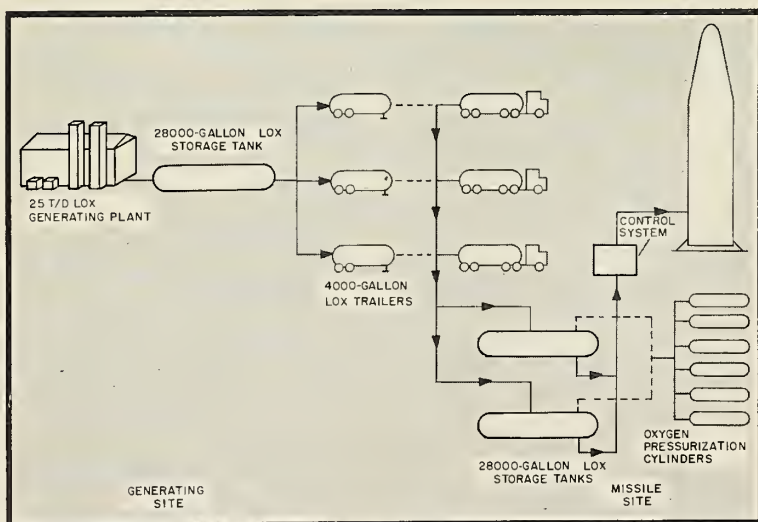 28000-GALLON LOX
STORAGE TANK
25 T/D LOX
GENERATING PLANT
4000-GALLON
LOX TRAILERS
CONTROL
SYSTEM
OXYGEN
PRESSURIZATION
CYLINDERS
28000-GALLON LOX
STORAGE TANKS
GENERATING
SITE
MISSILE
SITE